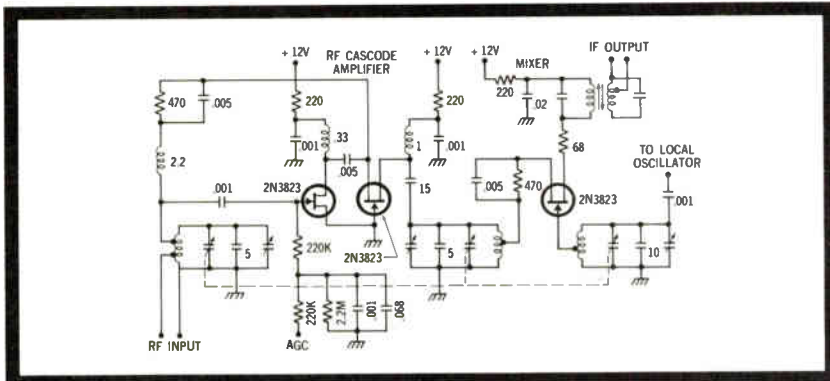 + 12V
+ 12V
+ 12V
RF CASCODE
AMPLIFIER
MIXER
IF OUTPUT
470
.005
220
220
220
.02
.001
.33
.005
1
.001
68
TO LOCAL
OSCILLATOR
2.2
.001
2N3823
15
.005
470
2N3823
.001
5
220K
2N3823
5
10
220K
2.2M
.001
.068
RF INPUT
AGC